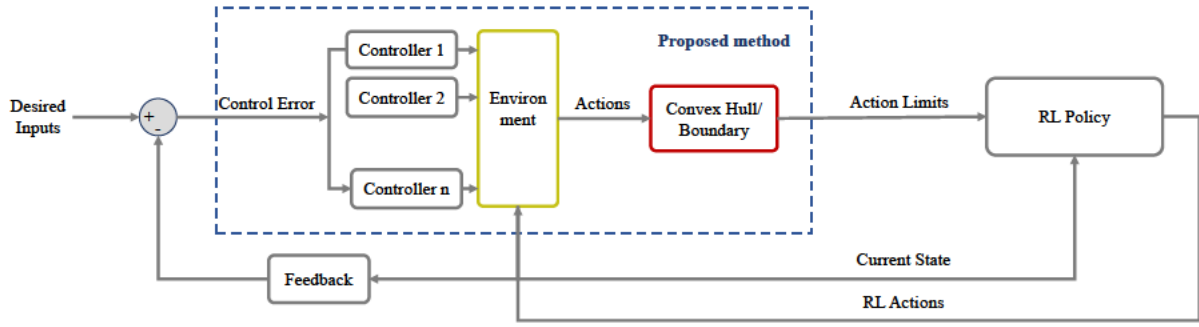 Proposed method
Controller 1
Desired
Inputs
+
-
Control Error
Controller 2
Environ
ment
Actions
Convex Hull/
Boundary
Action Limits
RL Policy
Controller n
Feedback
Current State
RL Actions